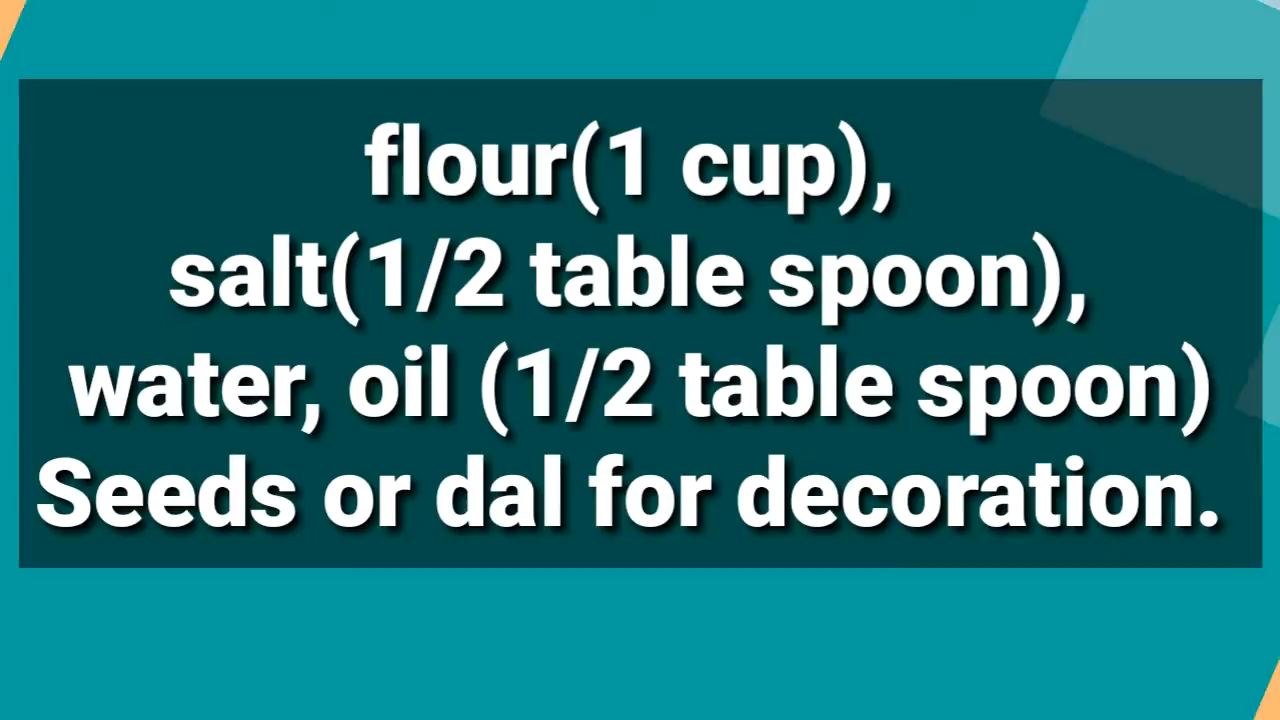 flour(1 cup),
salt(1/2 table spoon),
water, oil (1/2 table spoon)
Seeds or dal for decoration.